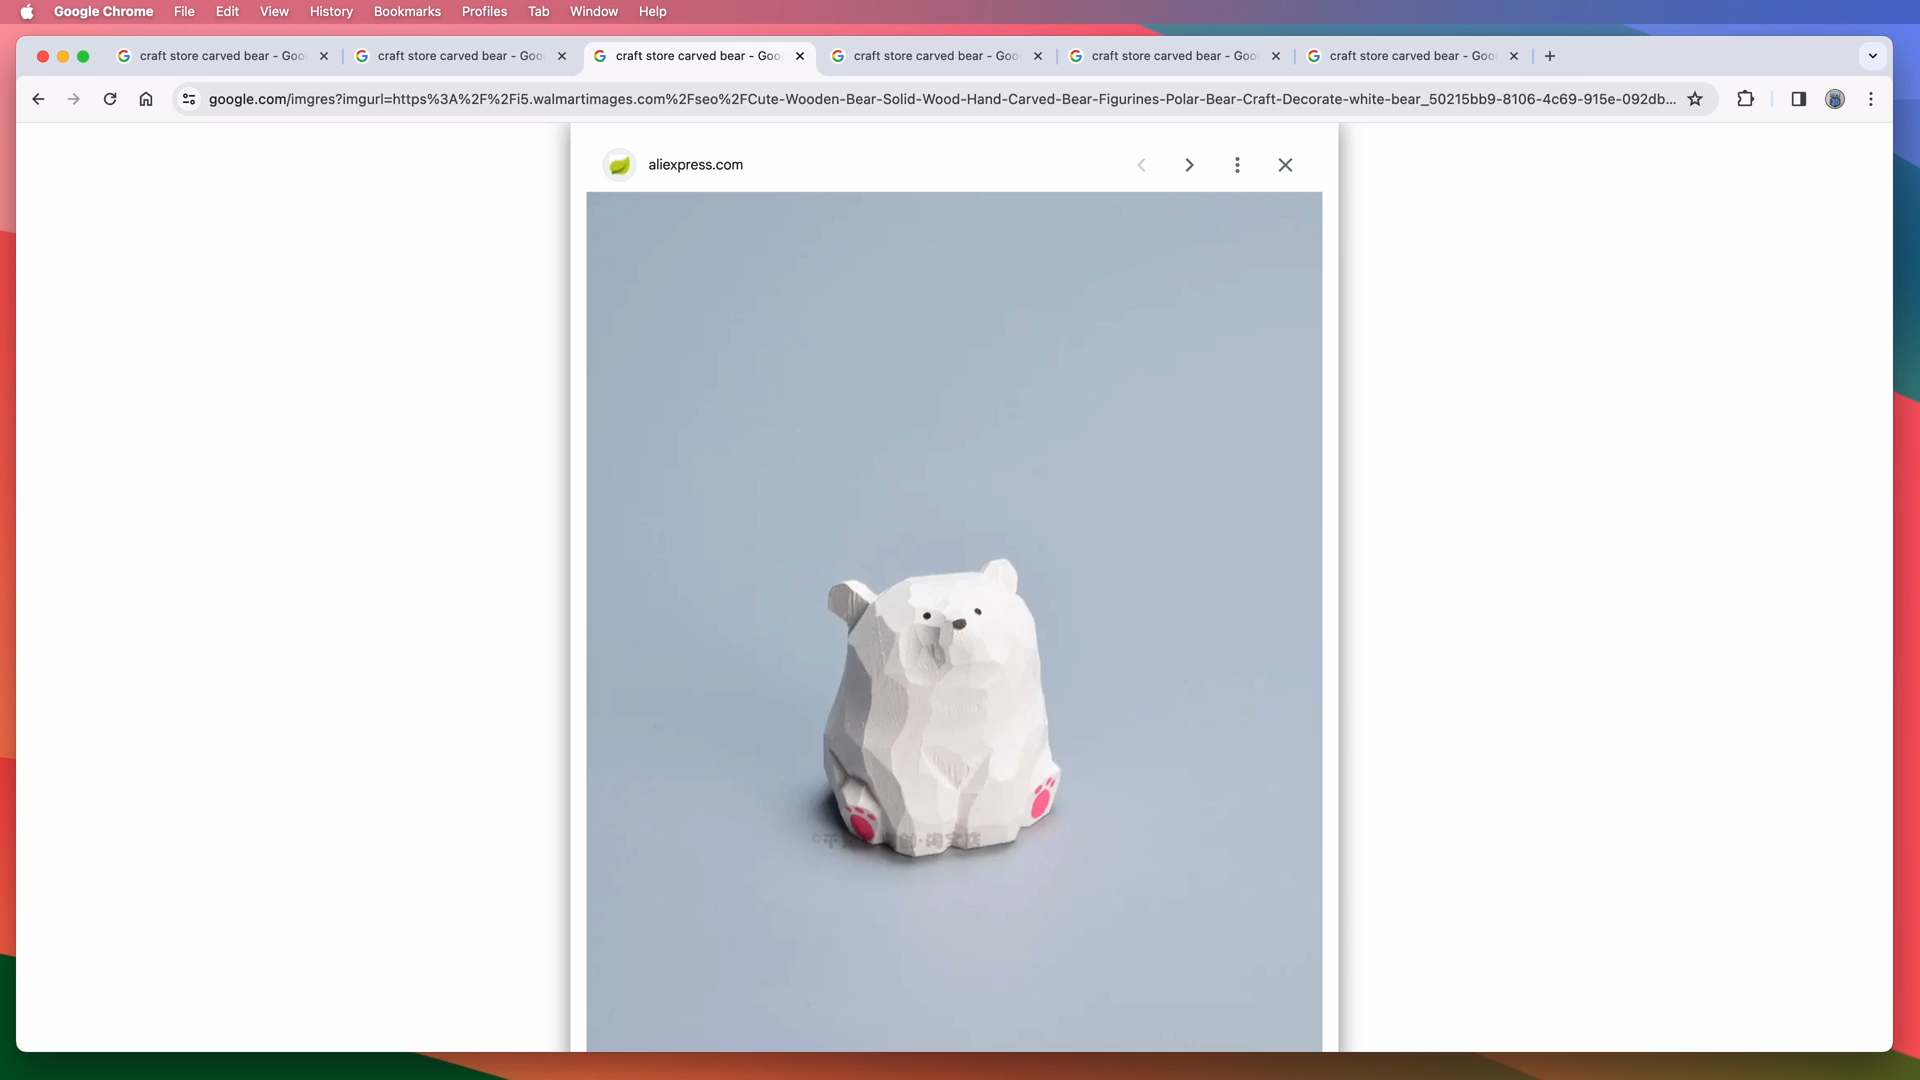 Google Chrome File Edit View History Bookmarks Profiles Tab Window Help
craft store carved bear - Goo craft store carved bear - Goo craft store carved bear - Goo craft store carved bear - Goo craft store carved bear - Goo craft store carved bear - Goo
google.com/imgres?imgurl=https%3A%2F%2Fi5.walmartimages.com%2Fseo%2FCute-Wooden-Bear-Solid-Wood-Hand-Carved-Bear-Figurines-Polar-Bear-Craft-Decorate-white-bear_50215bb9-8106-4c69-915e-092db...
aliexpress.com